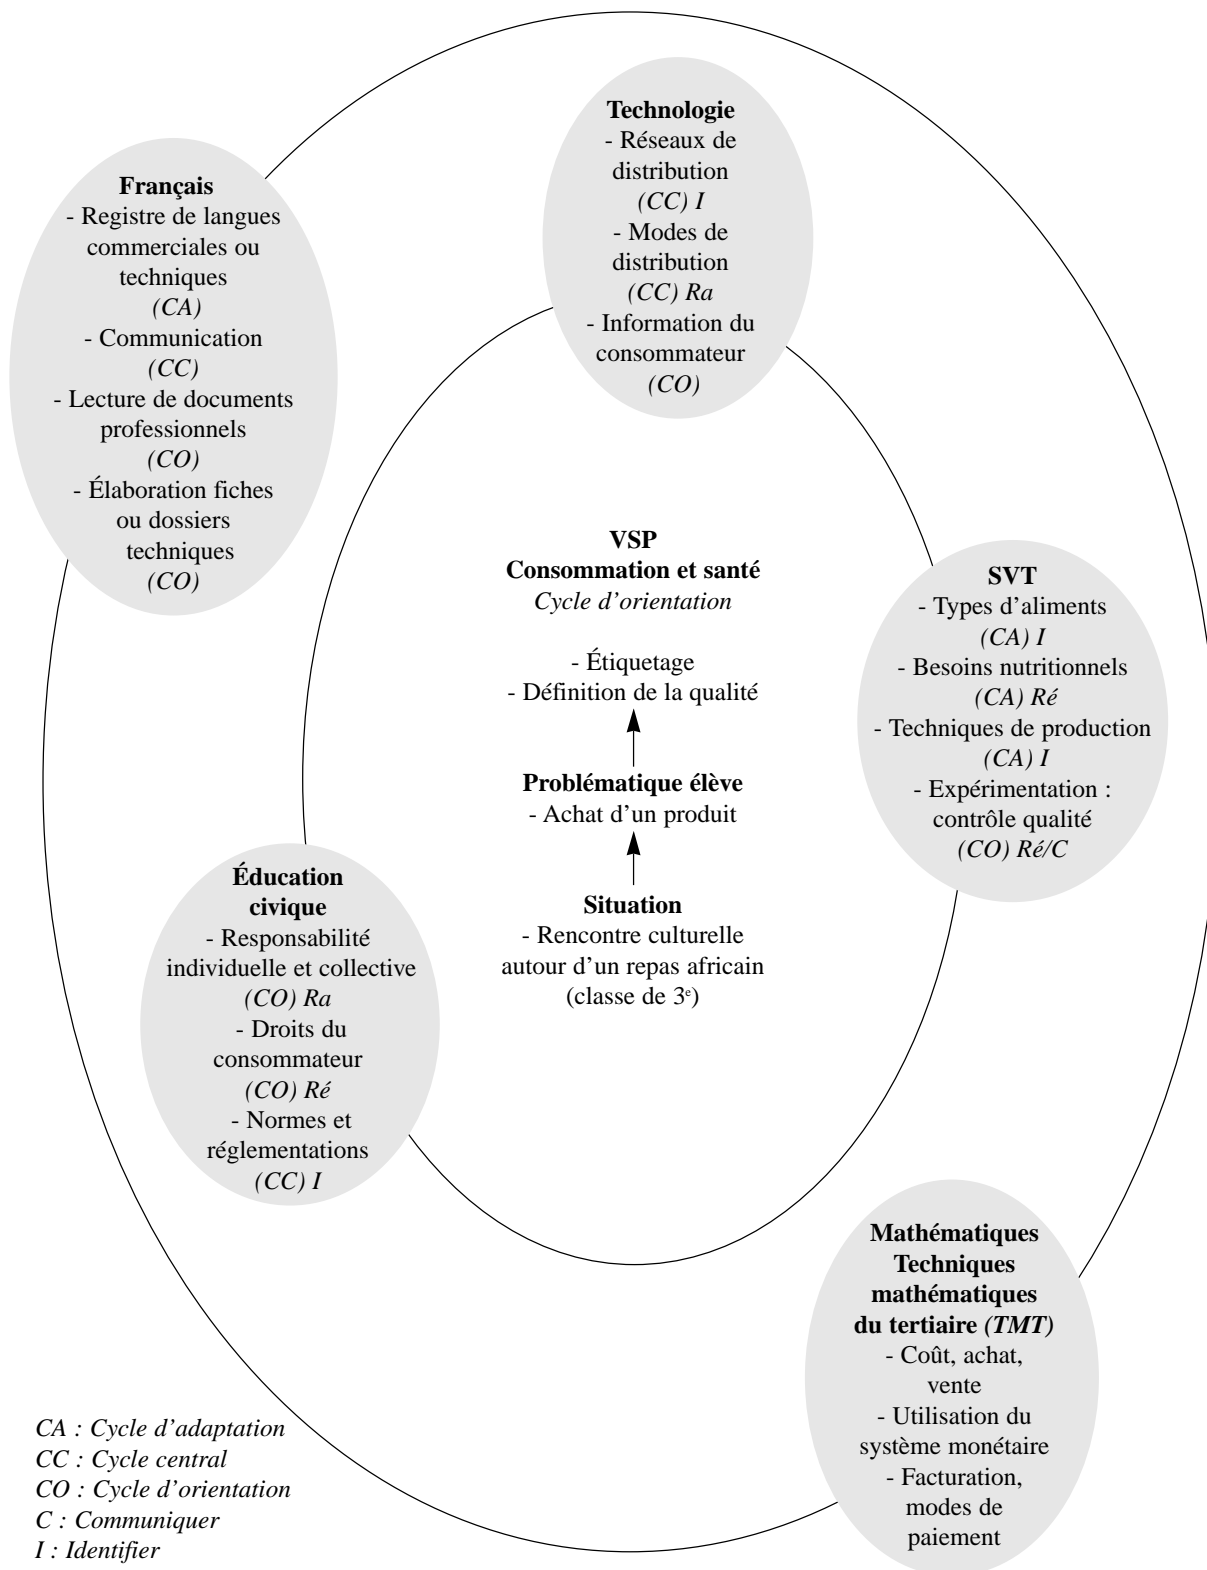 Technologie
- Réseaux de
distribution
(CC) I
- Modes de
distribution
(CC) Ra
- Information du
consommateur
(CO)
Français
- Registre de langues
commerciales ou
techniques
(CA)
- Communication
(CC)
- Lecture de documents
professionnels
(CO)
- Élaboration fiches
ou dossiers
techniques
(CO)
VSP
Consommation et santé
Cycle d’orientation
- Étiquetage
- Définition de la qualité
Problématique élève
- Achat d’un produit
Situation
- Rencontre culturelle
autour d’un repas africain
(classe de 3e)
SVT
- Types d’aliments
(CA) I
- Besoins nutritionnels
(CA) Ré
- Techniques de production
(CA) I
- Expérimentation :
contrôle qualité
(CO) Ré/C
Éducation
civique
- Responsabilité
individuelle et collective
(CO) Ra
- Droits du
consommateur
(CO) Ré
- Normes et
réglementations
(CC) I
Mathématiques
Techniques
mathématiques
du tertiaire (TMT)
- Coût, achat,
vente
- Utilisation du
système monétaire
- Facturation,
modes de
paiement
CA : Cycle d’adaptation
CC : Cycle central
CO : Cycle d’orientation
C : Communiquer
I : Identifier